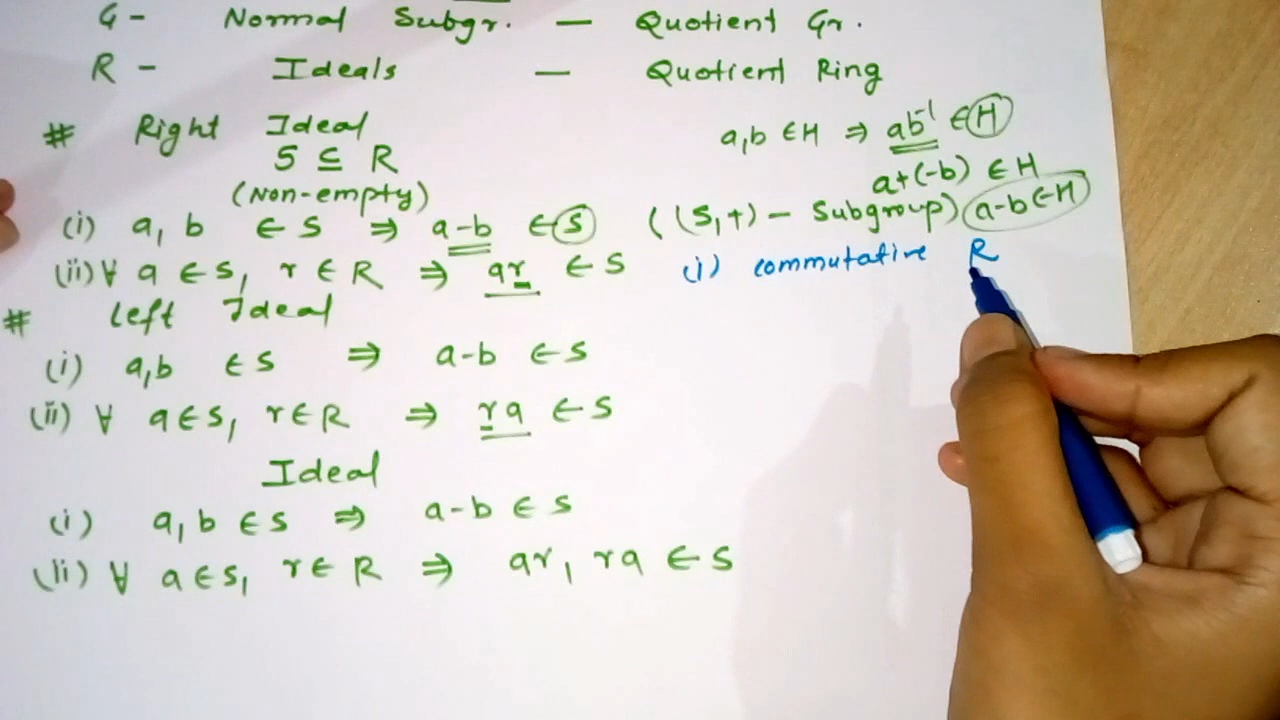 G - Normal Subgr. — Quotient Gr.
R - Ideals — Quotient Ring
# Right Ideal
S ⊆ R
(Non-empty)
a,b ∈ H ⇒ ab⁻¹ ∈ H
a+(-b) ∈ H
(i) a, b ∈ S ⇒ a-b ∈ S ((S,+) - Subgroup) a-b ∈ H
(ii) ∀ a ∈ S, r ∈ R ⇒ ar ∈ S
(i) commutative R
# Left Ideal
(i) a,b ∈ S ⇒ a-b ∈ S
(ii) ∀ a ∈ S, r ∈ R ⇒ ra ∈ S
Ideal
(i) a, b ∈ S ⇒ a-b ∈ S
(ii) ∀ a ∈ S, r ∈ R ⇒ ar, ra ∈ S